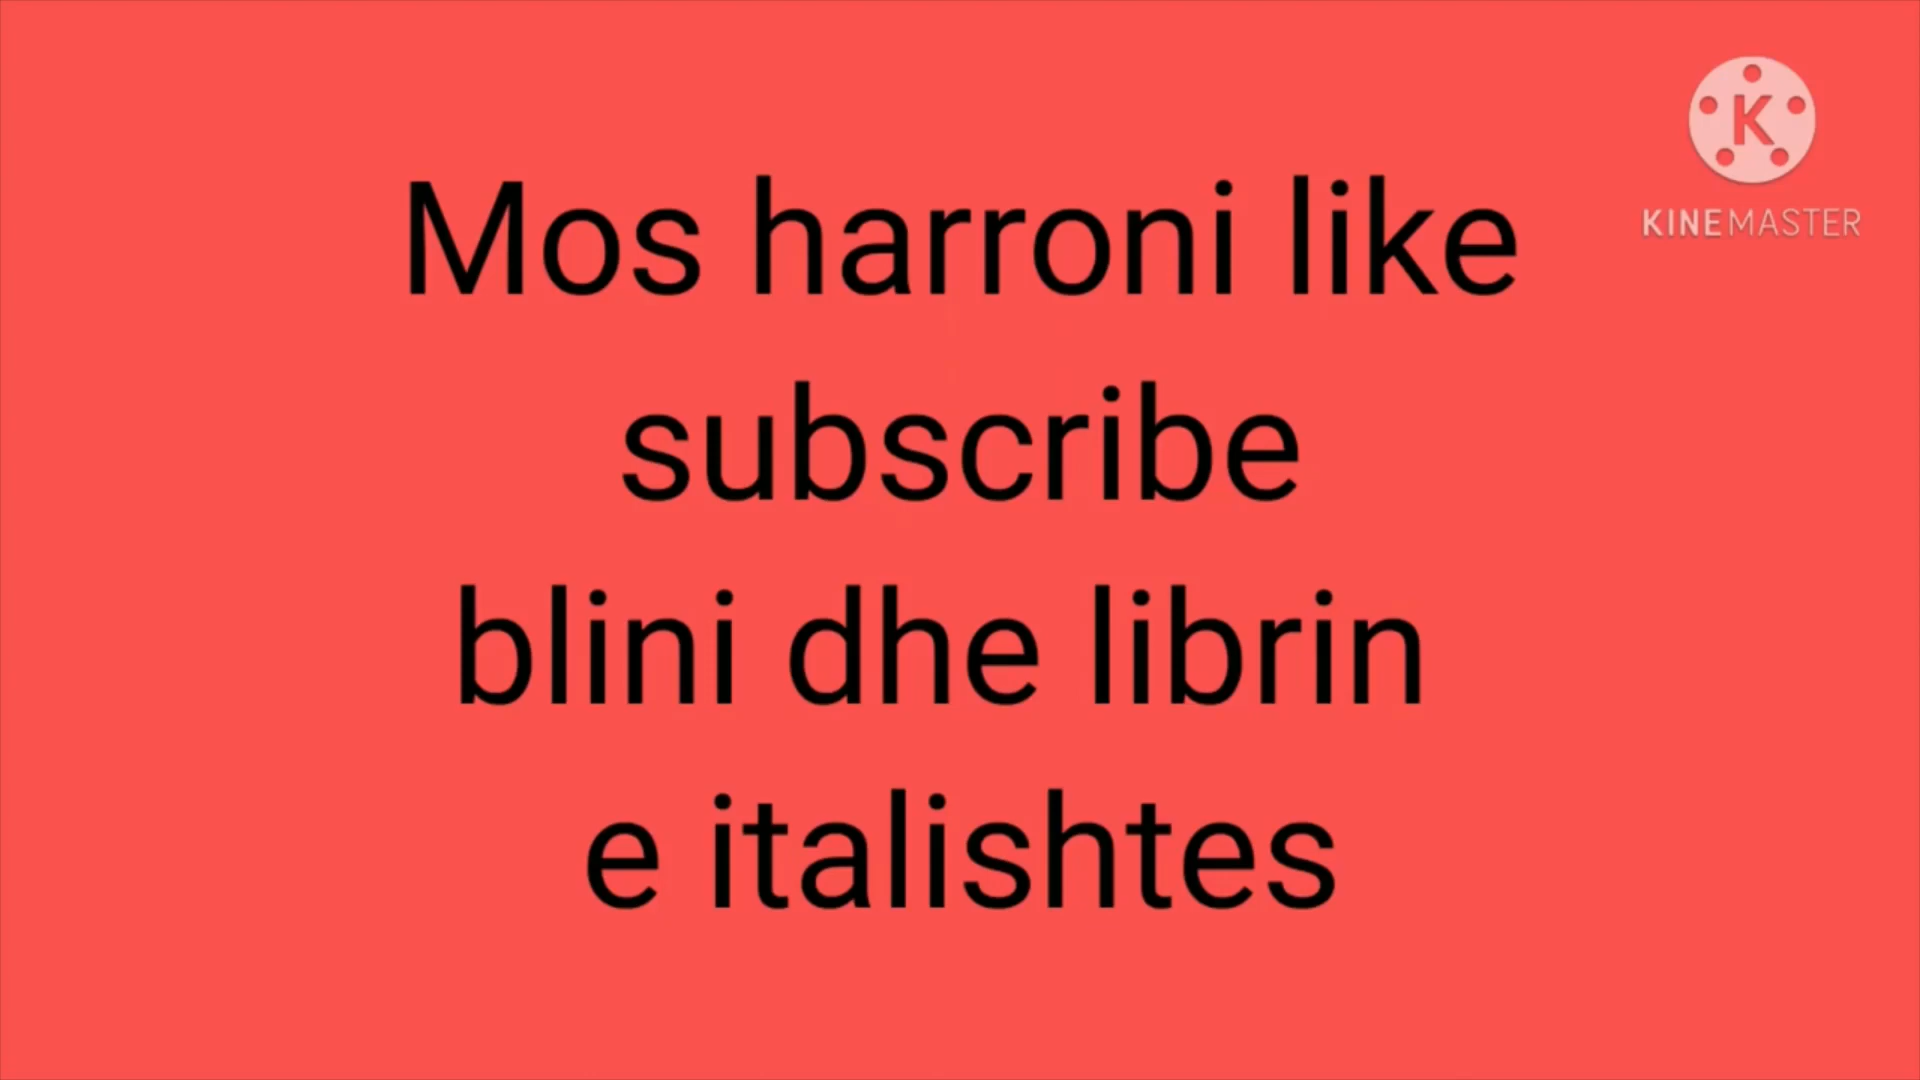 Mos harroni like
subscribe
blini dhe librin
e italishtes
K
KINEMASTER